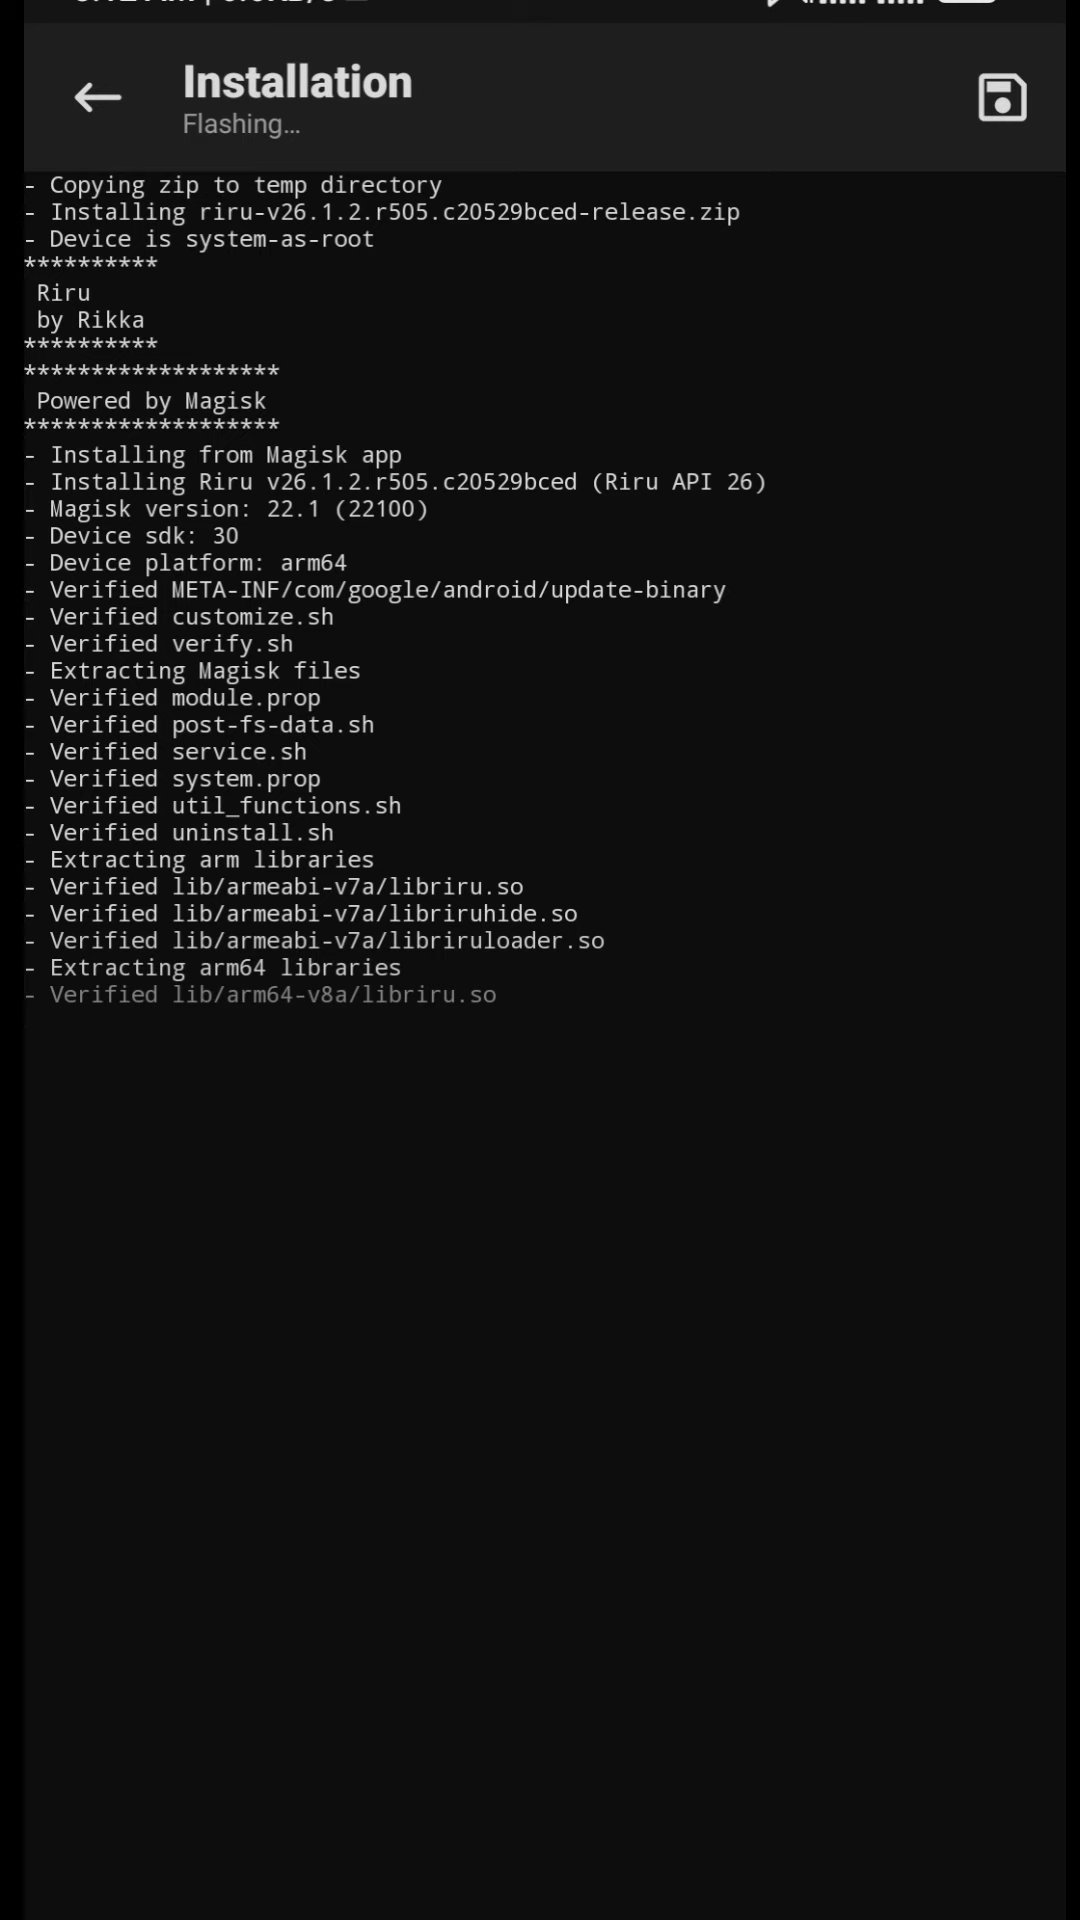 Installation
Flashing...
- Copying zip to temp directory
- Installing riru-v26.1.2.r505.c20529bced-release.zip
- Device is system-as-root
**********
Riru
by Rikka
**********
*******************
Powered by Magisk
*******************
- Installing from Magisk app
- Installing Riru v26.1.2.r505.c20529bced (Riru API 26)
- Magisk version: 22.1 (22100)
- Device sdk: 30
- Device platform: arm64
- Verified META-INF/com/google/android/update-binary
- Verified customize.sh
- Verified verify.sh
- Extracting Magisk files
- Verified module.prop
- Verified post-fs-data.sh
- Verified service.sh
- Verified system.prop
- Verified util_functions.sh
- Verified uninstall.sh
- Extracting arm libraries
- Verified lib/armeabi-v7a/libriru.so
- Verified lib/armeabi-v7a/libriruhide.so
- Verified lib/armeabi-v7a/libriruloader.so
- Extracting arm64 libraries
- Verified lib/arm64-v8a/libriru.so